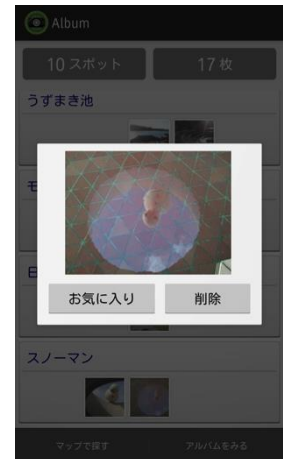 Album
10 スポット
17 枚
うずまき池
モ
日
お気に入り
削除
スノーマン
マップで探す
アルバムをみる